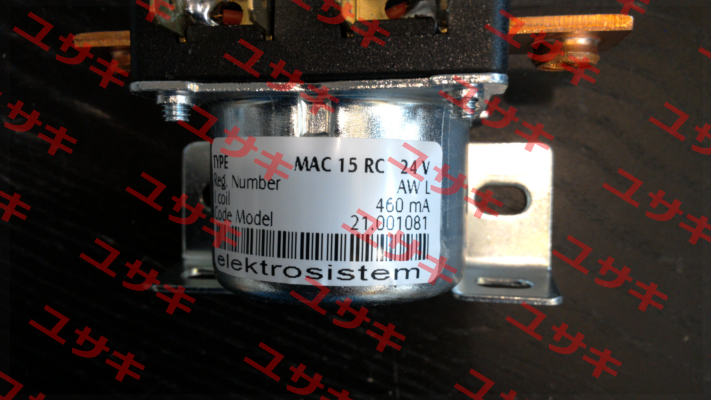 TYPE MAC 15 RC 24 V
Reg. Number AW L
I coil 460 mA
Code Model 21.001081
elektrosistem
ユサキ